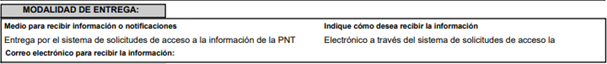 MODALIDAD DE ENTREGA:
Medio para recibir información o notificaciones Indique cómo desea recibir la información
Entrega por el sistema de solicitudes de acceso a la información de la PNT Electrónico a través del sistema de solicitudes de acceso la
Correo electrónico para recibir la información: